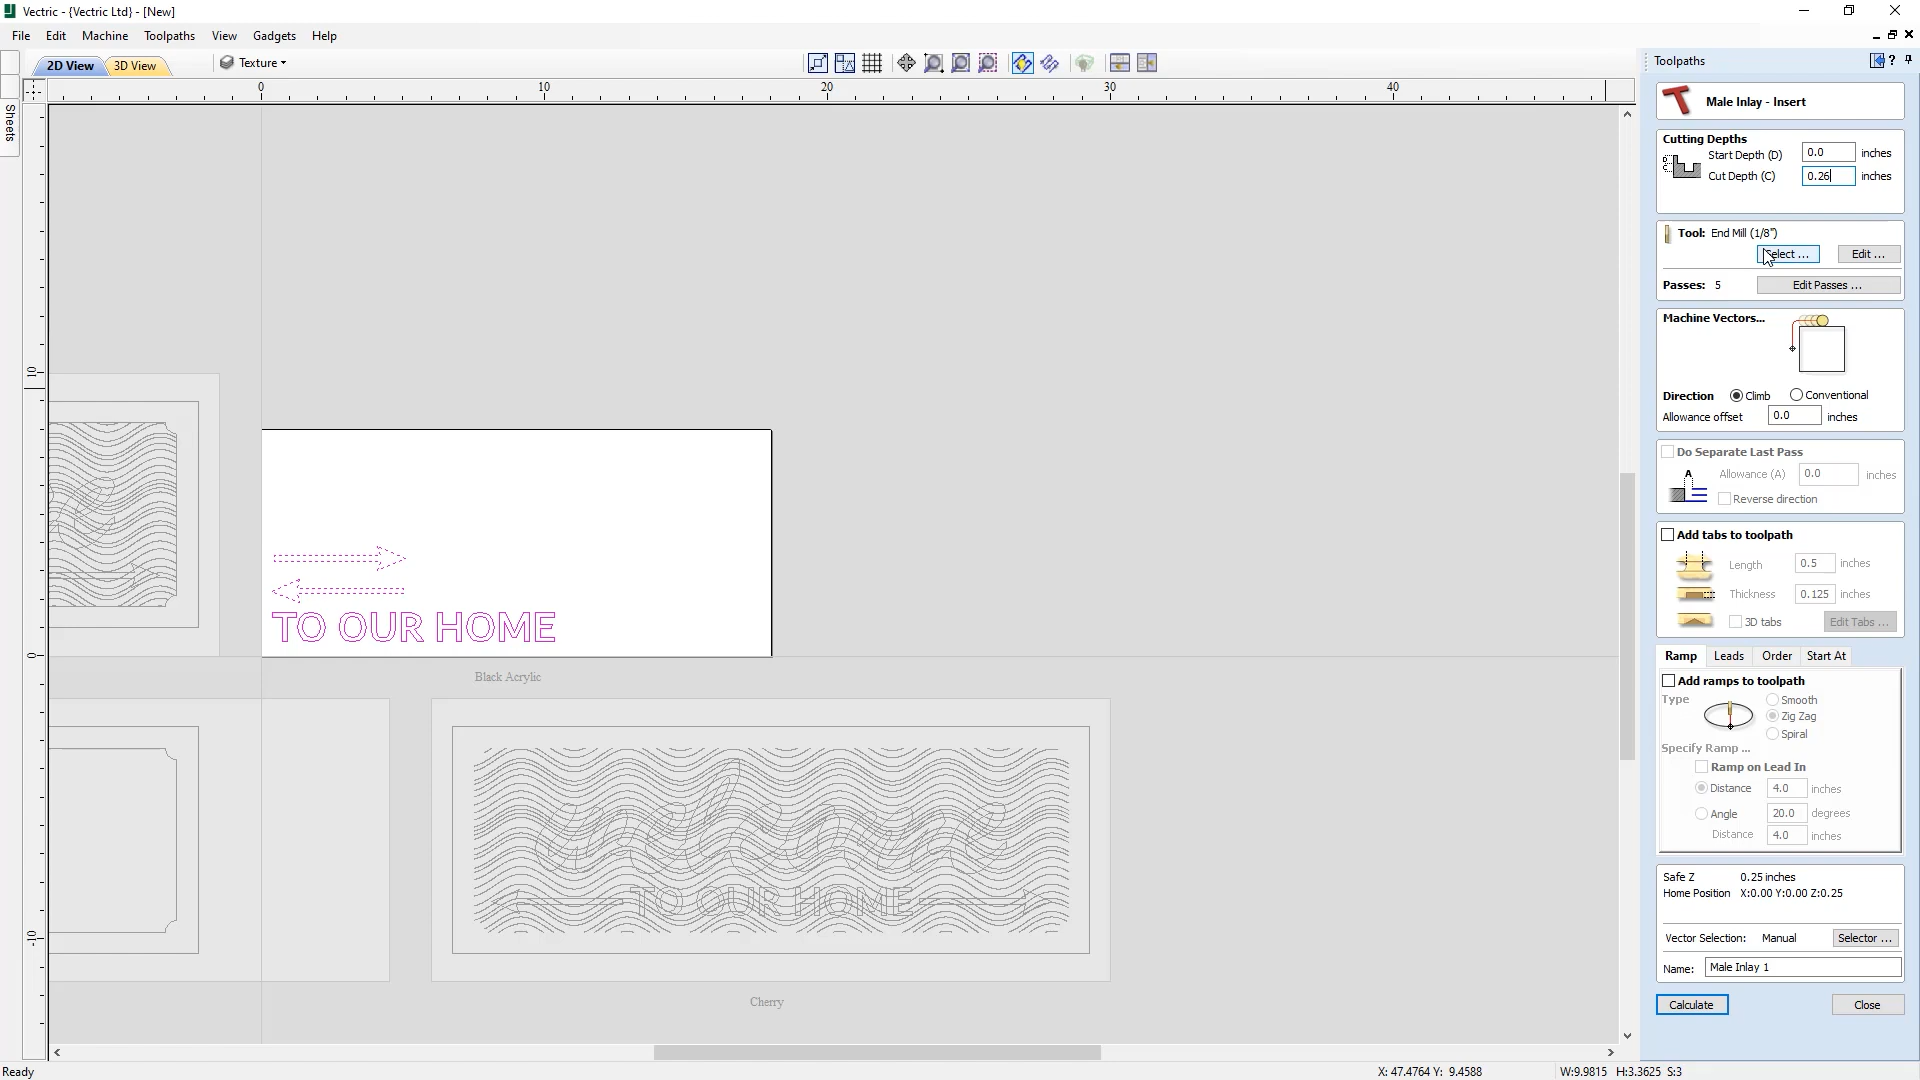 Vectric - {Vectric Ltd} - [New]
File Edit Machine Toolpaths View Gadgets Help
2D View 3D View Texture
Sheets
0 10 20 30 40
10
0
-10
TO OUR HOME
Black Acrylic
welcome
TO OUR HOME
Cherry
Toolpaths
Male Inlay - Insert
Cutting Depths
Start Depth (D) 0.0 inches
Cut Depth (C) 0.26 inches
Tool: End Mill (1/8")
Select ... Edit ...
Passes: 5 Edit Passes ...
Machine Vectors...
Direction Climb Conventional
Allowance offset 0.0 inches
Do Separate Last Pass
A Allowance (A) 0.0 inches
Reverse direction
Add tabs to toolpath
Length 0.5 inches
Thickness 0.125 inches
3D tabs Edit Tabs ...
Ramp Leads Order Start At
Add ramps to toolpath
Type Smooth
Zig Zag
Spiral
Specify Ramp ...
Ramp on Lead In
Distance 4.0 inches
Angle 20.0 degrees
Distance 4.0 inches
Safe Z 0.25 inches
Home Position X:0.00 Y:0.00 Z:0.25
Vector Selection: Manual Selector ...
Name: Male Inlay 1
Calculate Close
Ready X: 47.4764 Y: 9.4588 W:9.9815 H:3.3625 S:3